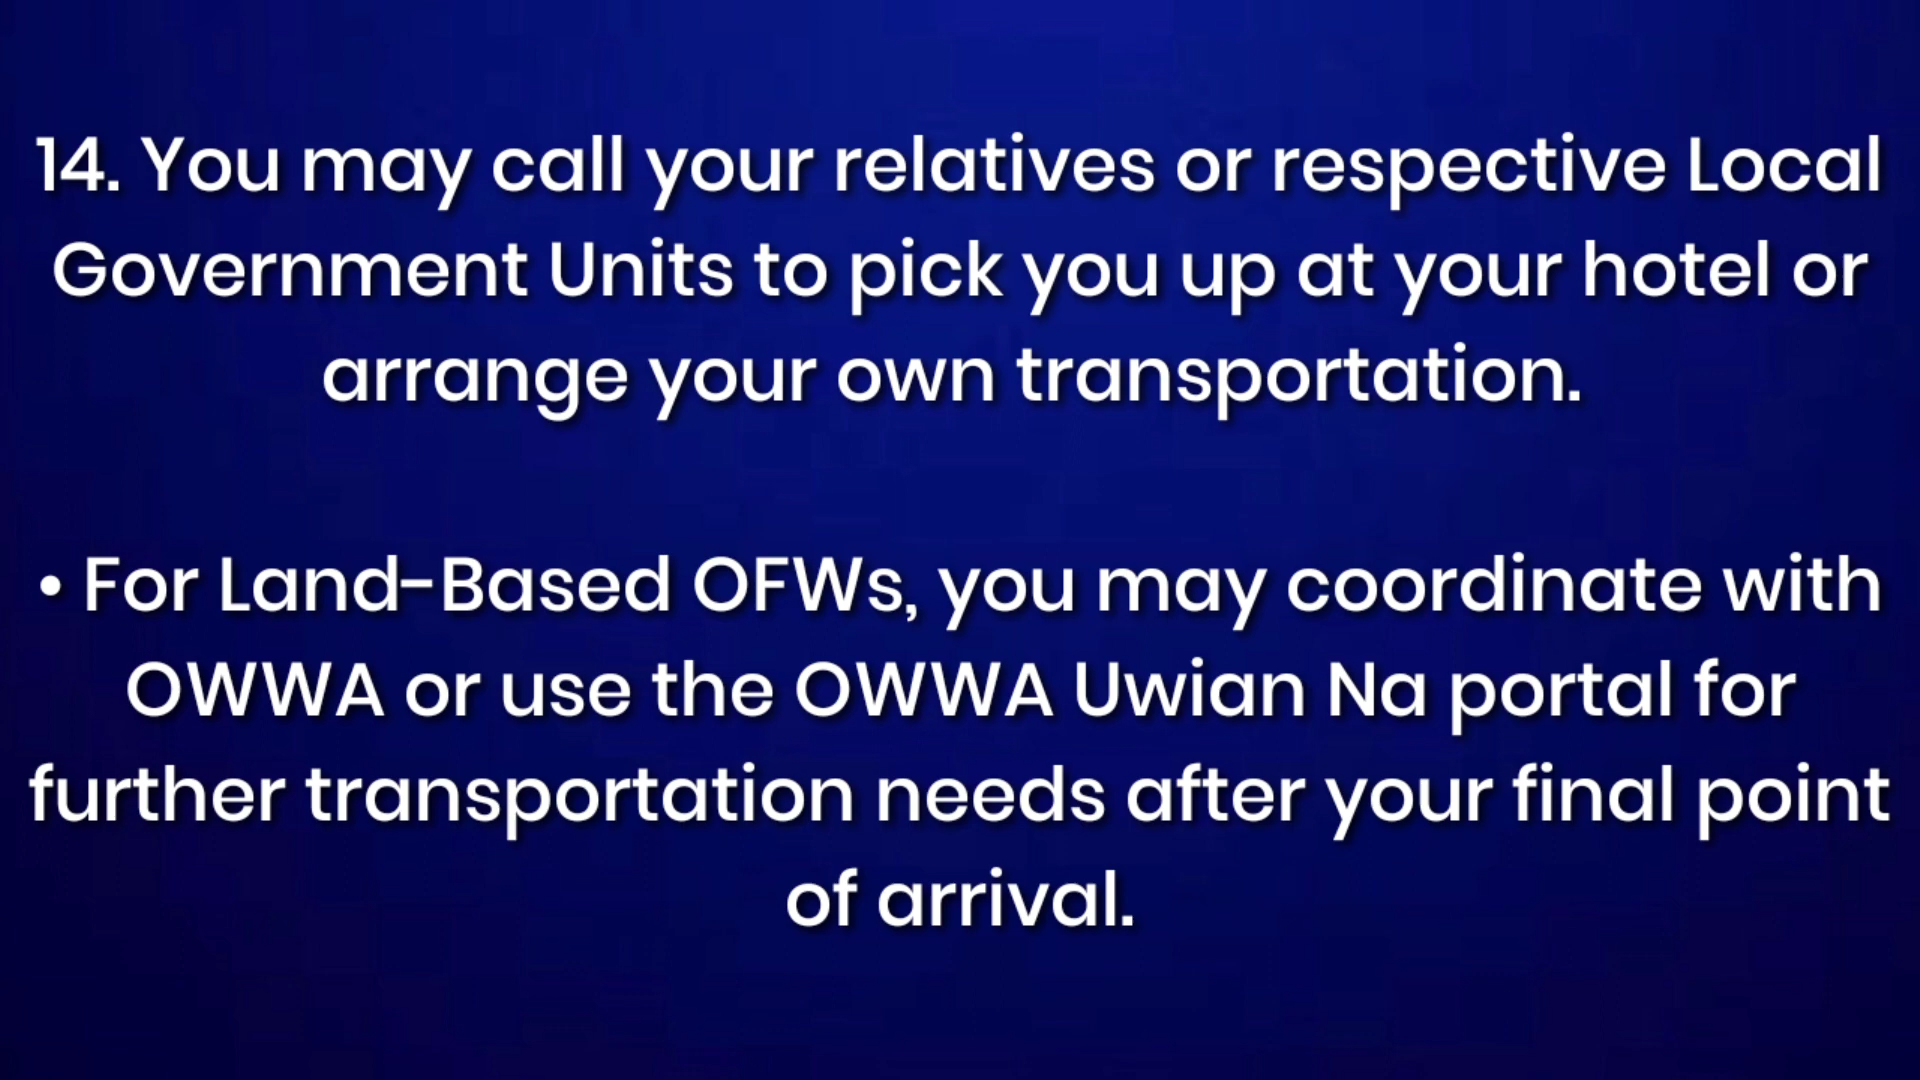 14. You may call your relatives or respective Local
Government Units to pick you up at your hotel or
arrange your own transportation.
• For Land-Based OFWs, you may coordinate with
OWWA or use the OWWA Uwian Na portal for
further transportation needs after your final point
of arrival.